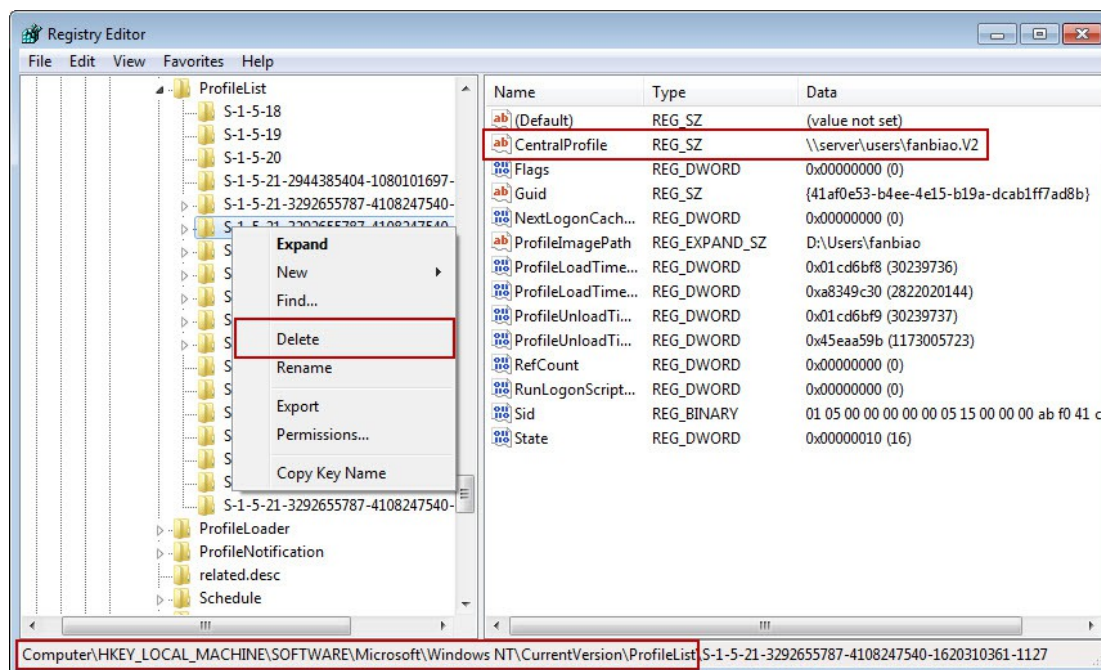 Registry Editor
File Edit View Favorites Help
ProfileList
S-1-5-18
S-1-5-19
S-1-5-20
S-1-5-21-2944385404-1080101697-
S-1-5-21-3292655787-4108247540-
S-1-5-21-3292655787-4108247540-
S
S
S
S
S
S
S
S
S
S
S
S-1-5-21-3292655787-4108247540-
ProfileLoader
ProfileNotification
related.desc
Schedule
Expand
New
Find...
Delete
Rename
Export
Permissions...
Copy Key Name
Name Type Data
(Default) REG_SZ (value not set)
CentralProfile REG_SZ \\server\users\fanbiao.V2
Flags REG_DWORD 0x00000000 (0)
Guid REG_SZ {41af0e53-b4ee-4e15-b19a-dcab1ff7ad8b}
NextLogonCach... REG_DWORD 0x00000000 (0)
ProfileImagePath REG_EXPAND_SZ D:\Users\fanbiao
ProfileLoadTime... REG_DWORD 0x01cd6bf8 (30239736)
ProfileLoadTime... REG_DWORD 0xa8349c30 (2822020144)
ProfileUnloadTi... REG_DWORD 0x01cd6bf9 (30239737)
ProfileUnloadTi... REG_DWORD 0x45eaa59b (1173005723)
RefCount REG_DWORD 0x00000000 (0)
RunLogonScript... REG_DWORD 0x00000000 (0)
Sid REG_BINARY 01 05 00 00 00 00 00 05 15 00 00 00 ab f0 41 c
State REG_DWORD 0x00000010 (16)
Computer\HKEY_LOCAL_MACHINE\SOFTWARE\Microsoft\Windows NT\CurrentVersion\ProfileList\S-1-5-21-3292655787-4108247540-1620310361-1127